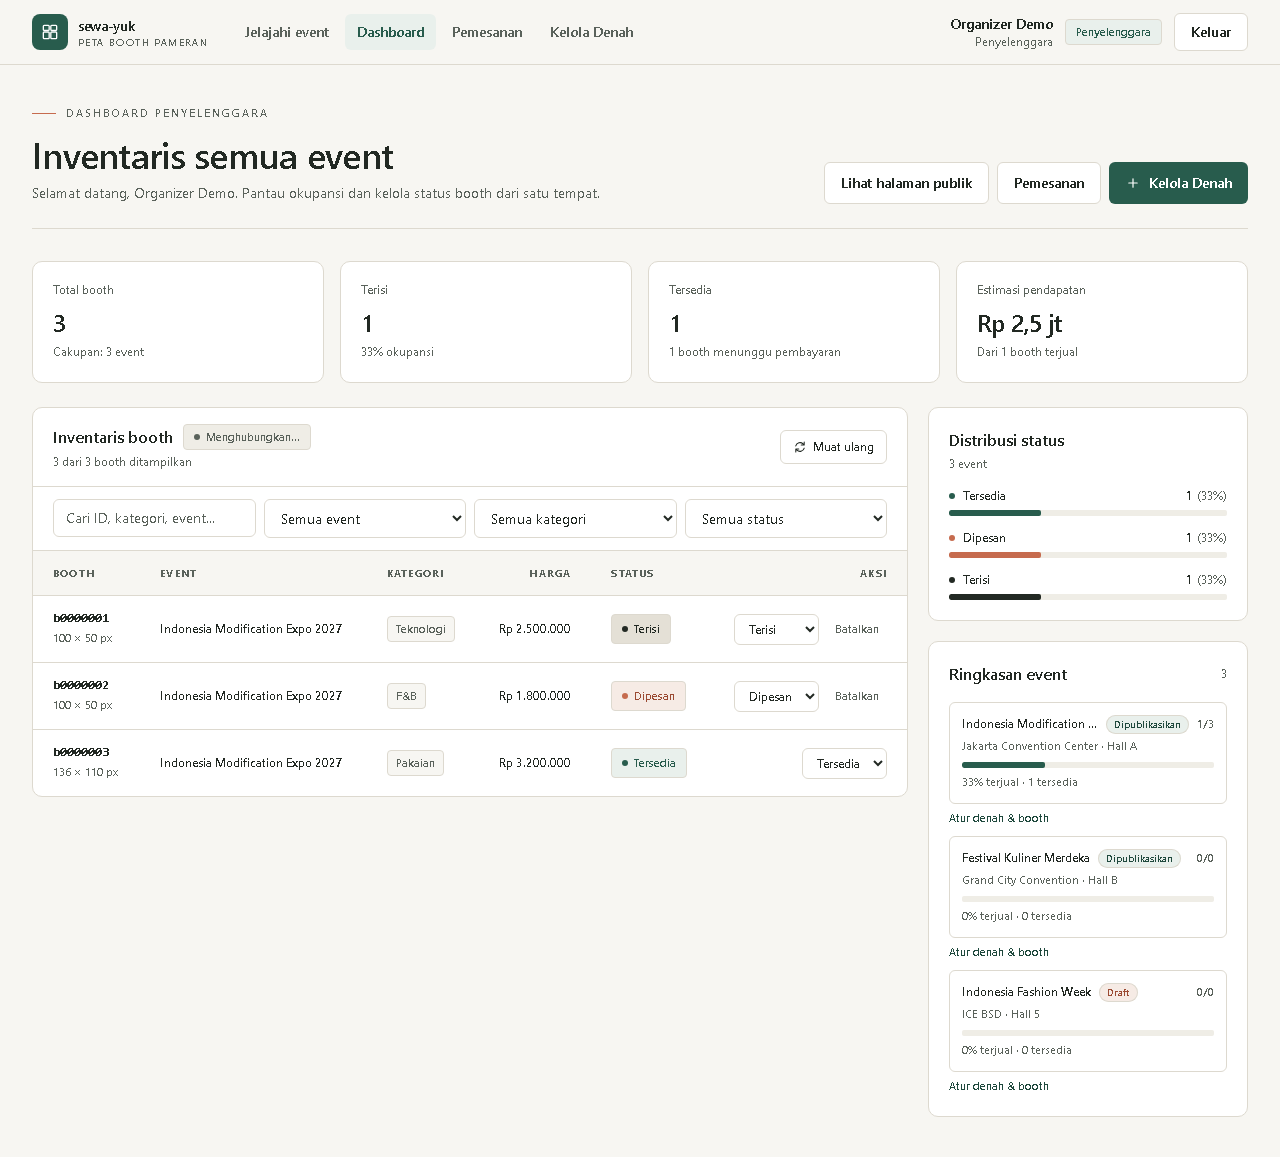 sewa-yuk
PETA BOOTH PAMERAN
Jelajahi event
Dashboard
Pemesanan
Kelola Denah
Organizer Demo
Penyelenggara
Penyelenggara
Keluar
DASHBOARD PENYELENGGARA
Inventaris semua event
Selamat datang, Organizer Demo. Pantau okupansi dan kelola status booth dari satu tempat.
Lihat halaman publik
Pemesanan
+ Kelola Denah
Total booth
3
Cakupan: 3 event
Terisi
1
33% okupansi
Tersedia
1
1 booth menunggu pembayaran
Estimasi pendapatan
Rp 2,5 jt
Dari 1 booth terjual
Inventaris booth
Menghubungkan...
3 dari 3 booth ditampilkan
Muat ulang
Cari ID, kategori, event...
Semua event
Semua kategori
Semua status
BOOTH EVENT KATEGORI HARGA STATUS AKSI
b0000001
100 × 50 px
Indonesia Modification Expo 2027
Teknologi
Rp 2.500.000
Terisi
Terisi
Batalkan
b0000002
100 × 50 px
Indonesia Modification Expo 2027
F&B
Rp 1.800.000
Dipesan
Dipesan
Batalkan
b0000003
136 × 110 px
Indonesia Modification Expo 2027
Pakaian
Rp 3.200.000
Tersedia
Tersedia
Distribusi status
3 event
Tersedia 1 (33%)
Dipesan 1 (33%)
Terisi 1 (33%)
Ringkasan event 3
Indonesia Modification ... Dipublikasikan 1/3
Jakarta Convention Center · Hall A
33% terjual · 1 tersedia
Atur denah & booth
Festival Kuliner Merdeka Dipublikasikan 0/0
Grand City Convention · Hall B
0% terjual · 0 tersedia
Atur denah & booth
Indonesia Fashion Week Draft 0/0
ICE BSD · Hall 5
0% terjual · 0 tersedia
Atur denah & booth